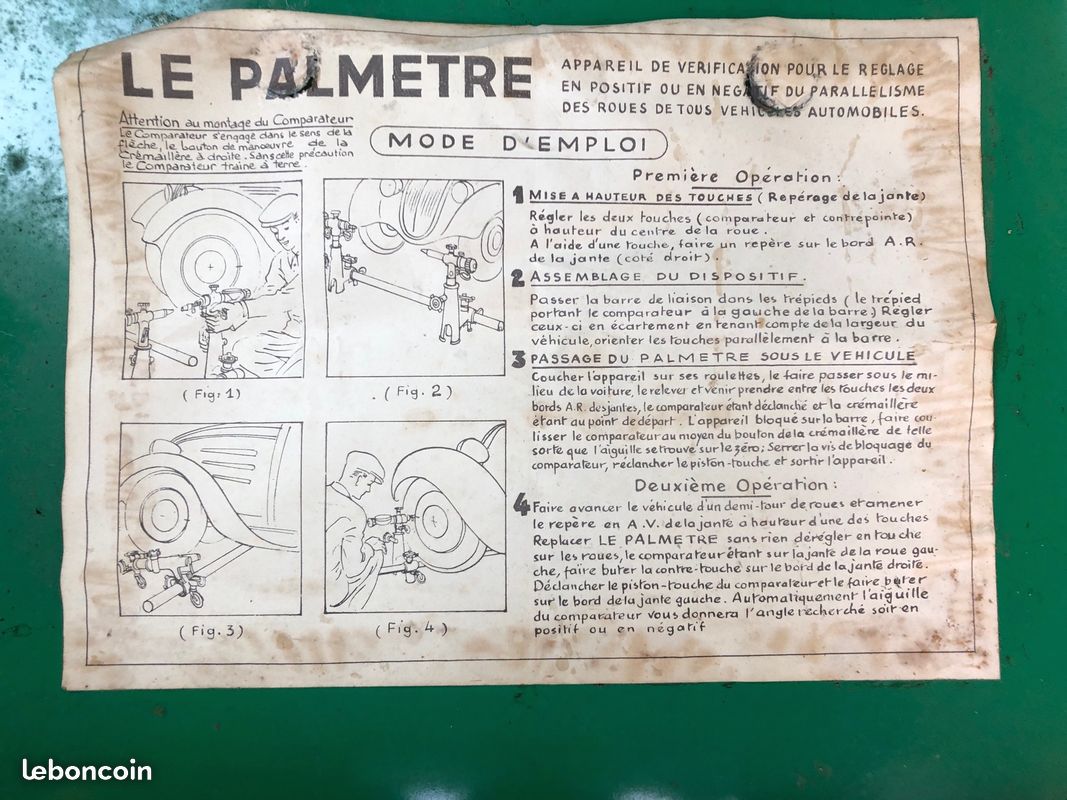 LE PALMETRE
APPAREIL DE VERIFICATION POUR LE REGLAGE
EN POSITIF OU EN NEGATIF DU PARALLELISME
DES ROUES DE TOUS VEHICULES AUTOMOBILES.
Attention au montage du Comparateur
Le Comparateur s'engage dans le sens de la
flèche, le bouton de manœuvre de la
Crémaillère à droite. Sans cette précaution
le Comparateur traine à terre.
MODE D'EMPLOI
(Fig. 1)
(Fig. 2)
(Fig. 3)
(Fig. 4)
Première Opération :
1 MISE A HAUTEUR DES TOUCHES (Repérage de la jante)
Régler les deux touches (comparateur et contrepointe)
à hauteur du centre de la roue.
A l'aide d'une touche, faire un repère sur le bord A.R.
de la jante (coté droit).
2 ASSEMBLAGE DU DISPOSITIF.
Passer la barre de liaison dans les trépieds (le trépied
portant le comparateur à la gauche de la barre) Régler
ceux-ci en écartement en tenant compte de la largeur du
véhicule, orienter les touches parallèlement à la barre.
3 PASSAGE DU PALMETRE SOUS LE VEHICULE
Coucher l'appareil sur ses roulettes, le faire passer sous le mi-
lieu de la voiture, le relever et venir prendre entre les touches les deux
bords A.R. des jantes, le comparateur étant déclanché et la crémaillère
étant au point de départ. L'appareil bloqué sur la barre, faire cou-
lisser le comparateur au moyen du bouton de la crémaillère de telle
sorte que l'aiguille se trouve sur le zéro; Serrer la vis de bloquage du
comparateur, réclancher le piston-touche et sortir l'appareil.
Deuxième Opération :
4 Faire avancer le véhicule d'un demi-tour de roues et amener
le repère en A.V. de la jante à hauteur d'une des touches
Replacer LE PALMETRE sans rien dérégler en touche
sur les roues, le comparateur étant sur la jante de la roue gau-
che, faire buter la contre-touche sur le bord de la jante droite.
Déclancher le piston-touche du comparateur et le faire buter
sur le bord de la jante gauche. Automatiquement l'aiguille
du comparateur vous donnera l'angle recherché soit en
positif ou en négatif
leboncoin